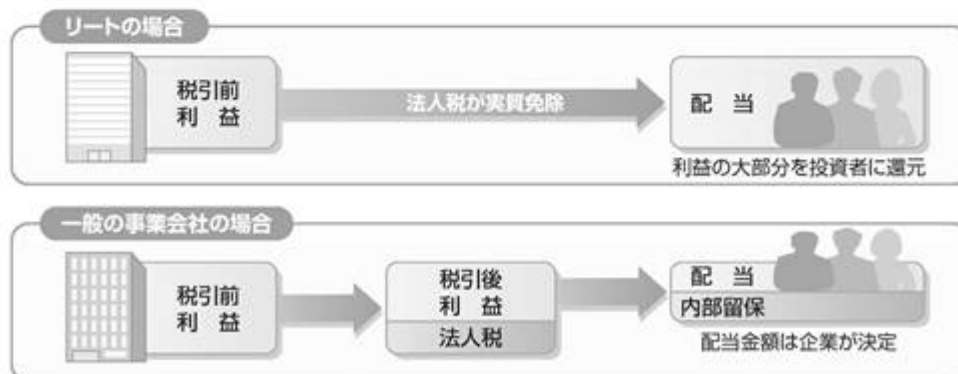 リートの場合
税引前
利 益
法人税が実質免除
配 当
利益の大部分を投資者に還元
一般の事業会社の場合
税引前
利 益
税引後
利 益
法人税
配 当
内部留保
配当金額は企業が決定